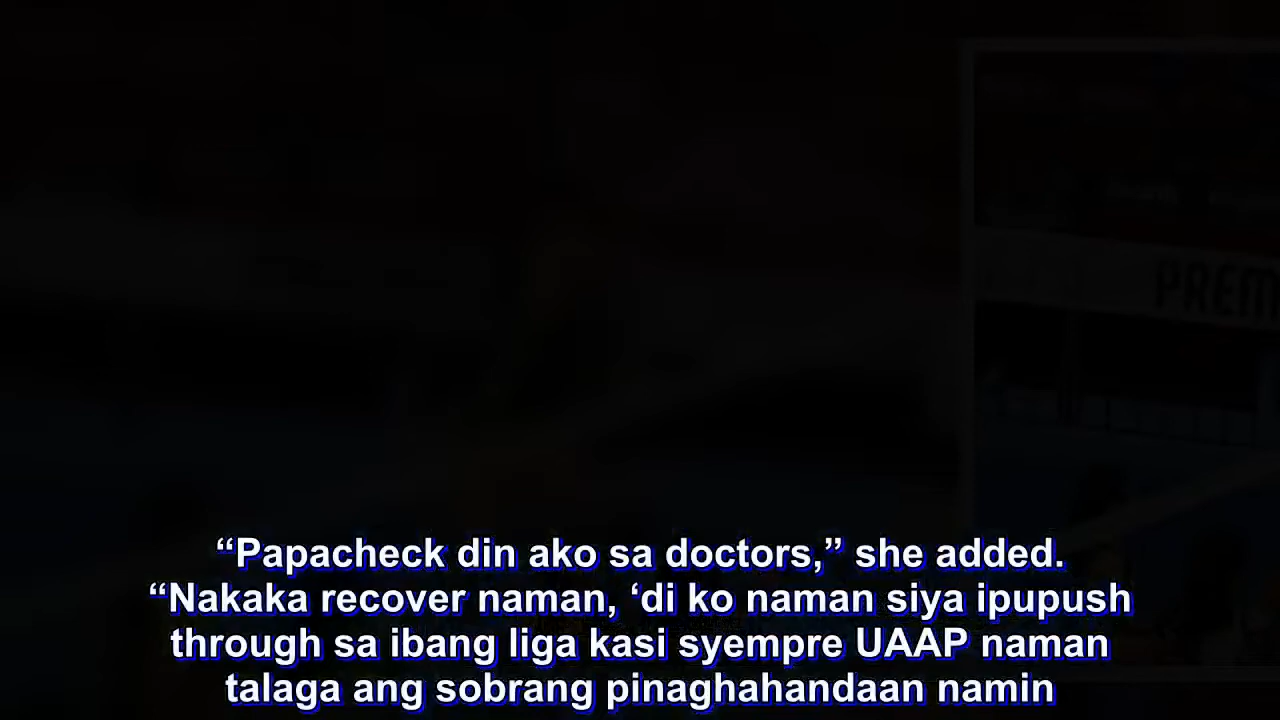 PREM
“Papacheck din ako sa doctors,” she added.
“Nakaka recover naman, ‘di ko naman siya ipupush
through sa ibang liga kasi syempre UAAP naman
talaga ang sobrang pinaghahandaan namin